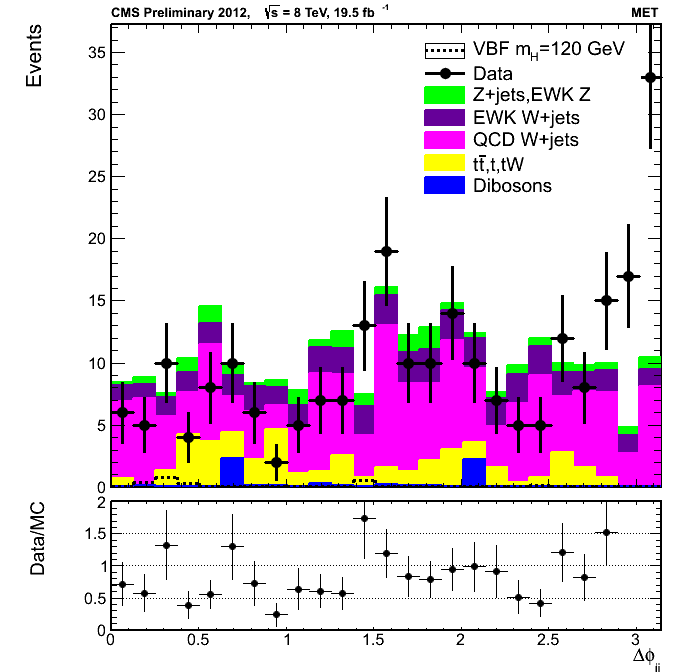 CMS Preliminary 2012, √s = 8 TeV, 19.5 fb⁻¹ MET
Events
VBF m_H=120 GeV
Data
Z+jets,EWK Z
EWK W+jets
QCD W+jets
tt̄,t,tW
Dibosons
35
30
25
20
15
10
5
0
Data/MC
2
1.5
1
0.5
0
0 0.5 1 1.5 2 2.5 3
Δφ_jj